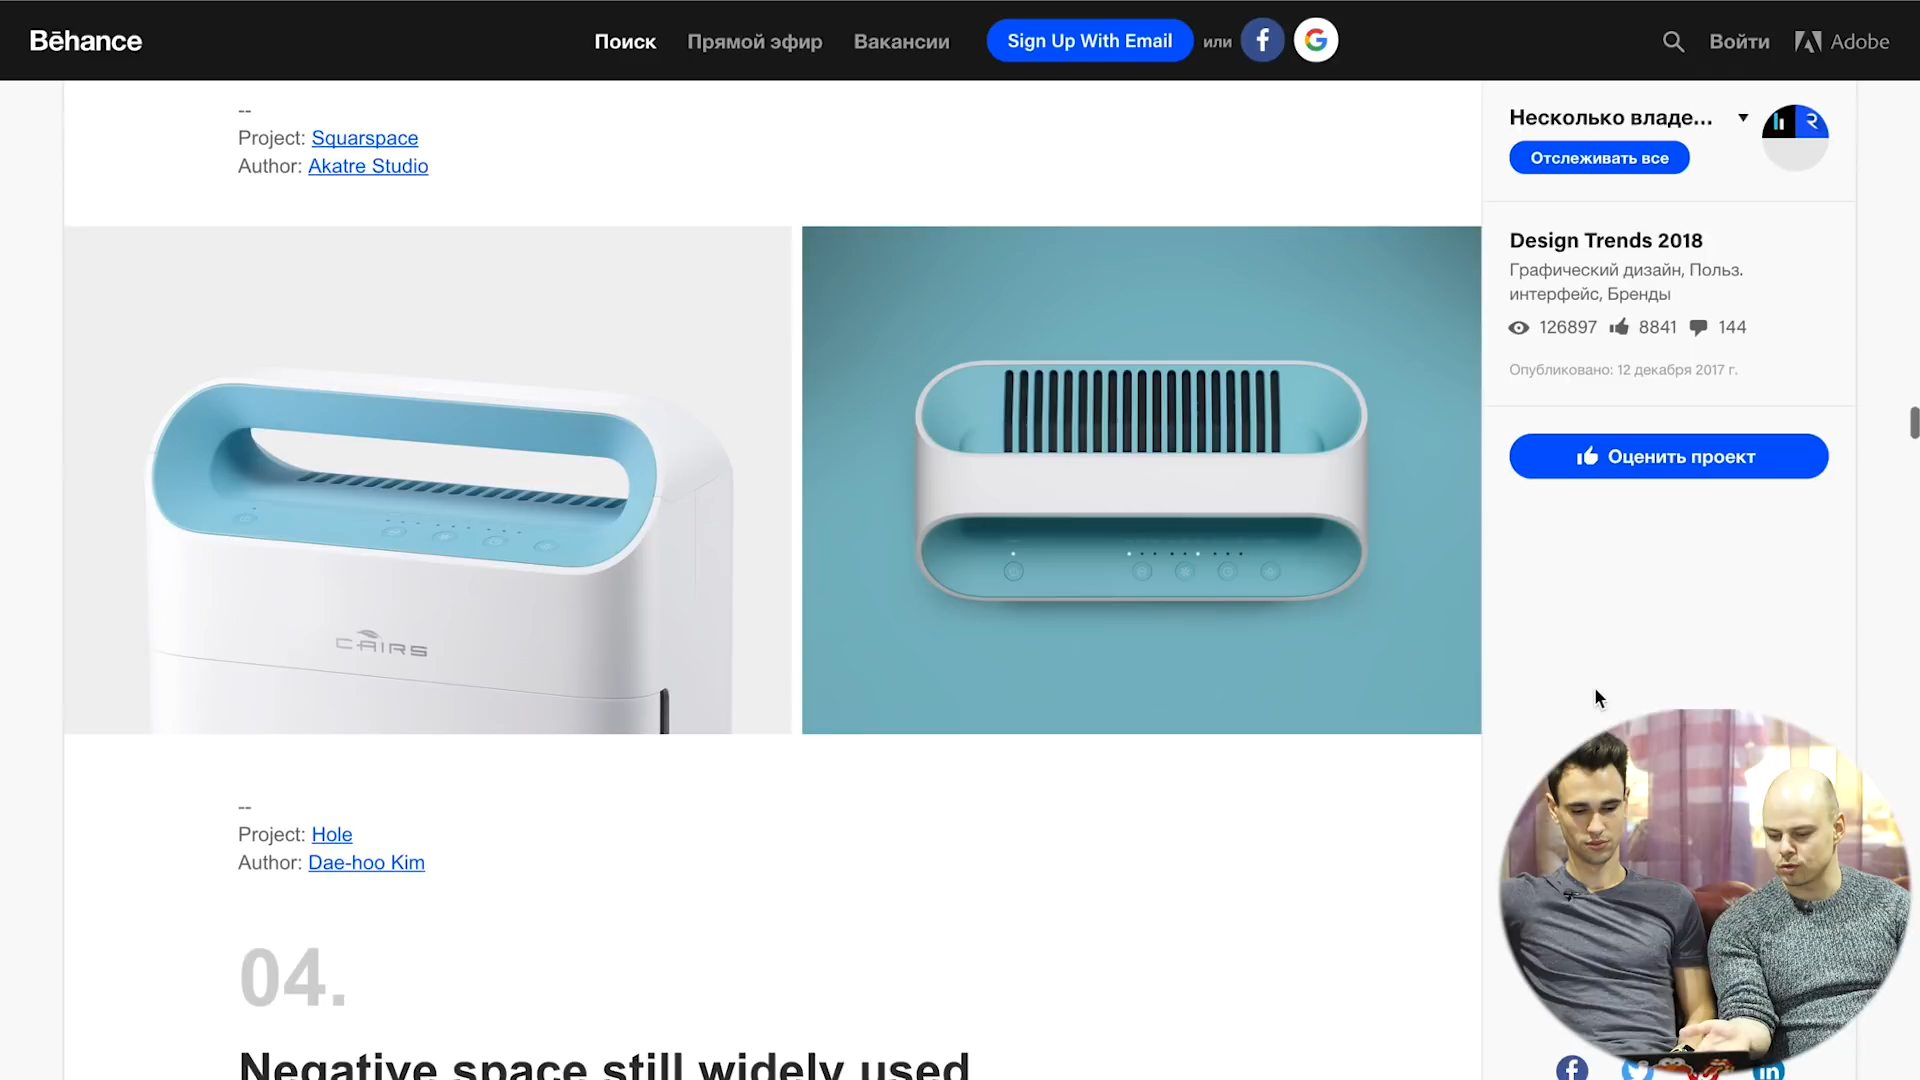 Bēhance
Поиск
Прямой эфир
Вакансии
Sign Up With Email
или
Войти
Adobe
--
Project: Squarspace
Author: Akatre Studio
Несколько владе...
Отслеживать все
Design Trends 2018
Графический дизайн, Польз.
интерфейс, Бренды
126897
8841
144
Опубликовано: 12 декабря 2017 г.
Оценить проект
CAIRS
--
Project: Hole
Author: Dae-hoo Kim
04.
Negative space still widely used